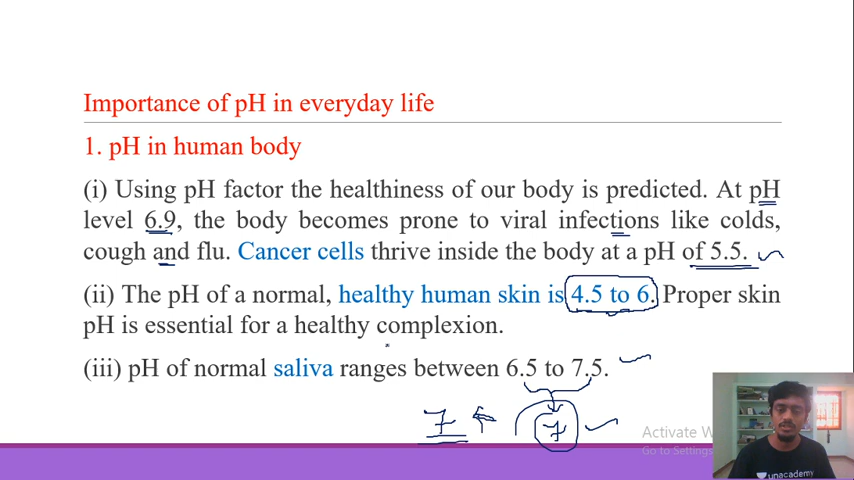 Importance of pH in everyday life
1. pH in human body
(i) Using pH factor the healthiness of our body is predicted. At pH
level 6.9, the body becomes prone to viral infections like colds,
cough and flu. Cancer cells thrive inside the body at a pH of 5.5.
(ii) The pH of a normal, healthy human skin is 4.5 to 6. Proper skin
pH is essential for a healthy complexion.
(iii) pH of normal saliva ranges between 6.5 to 7.5.
7 7
Activate W
Go to Settings
unacademy